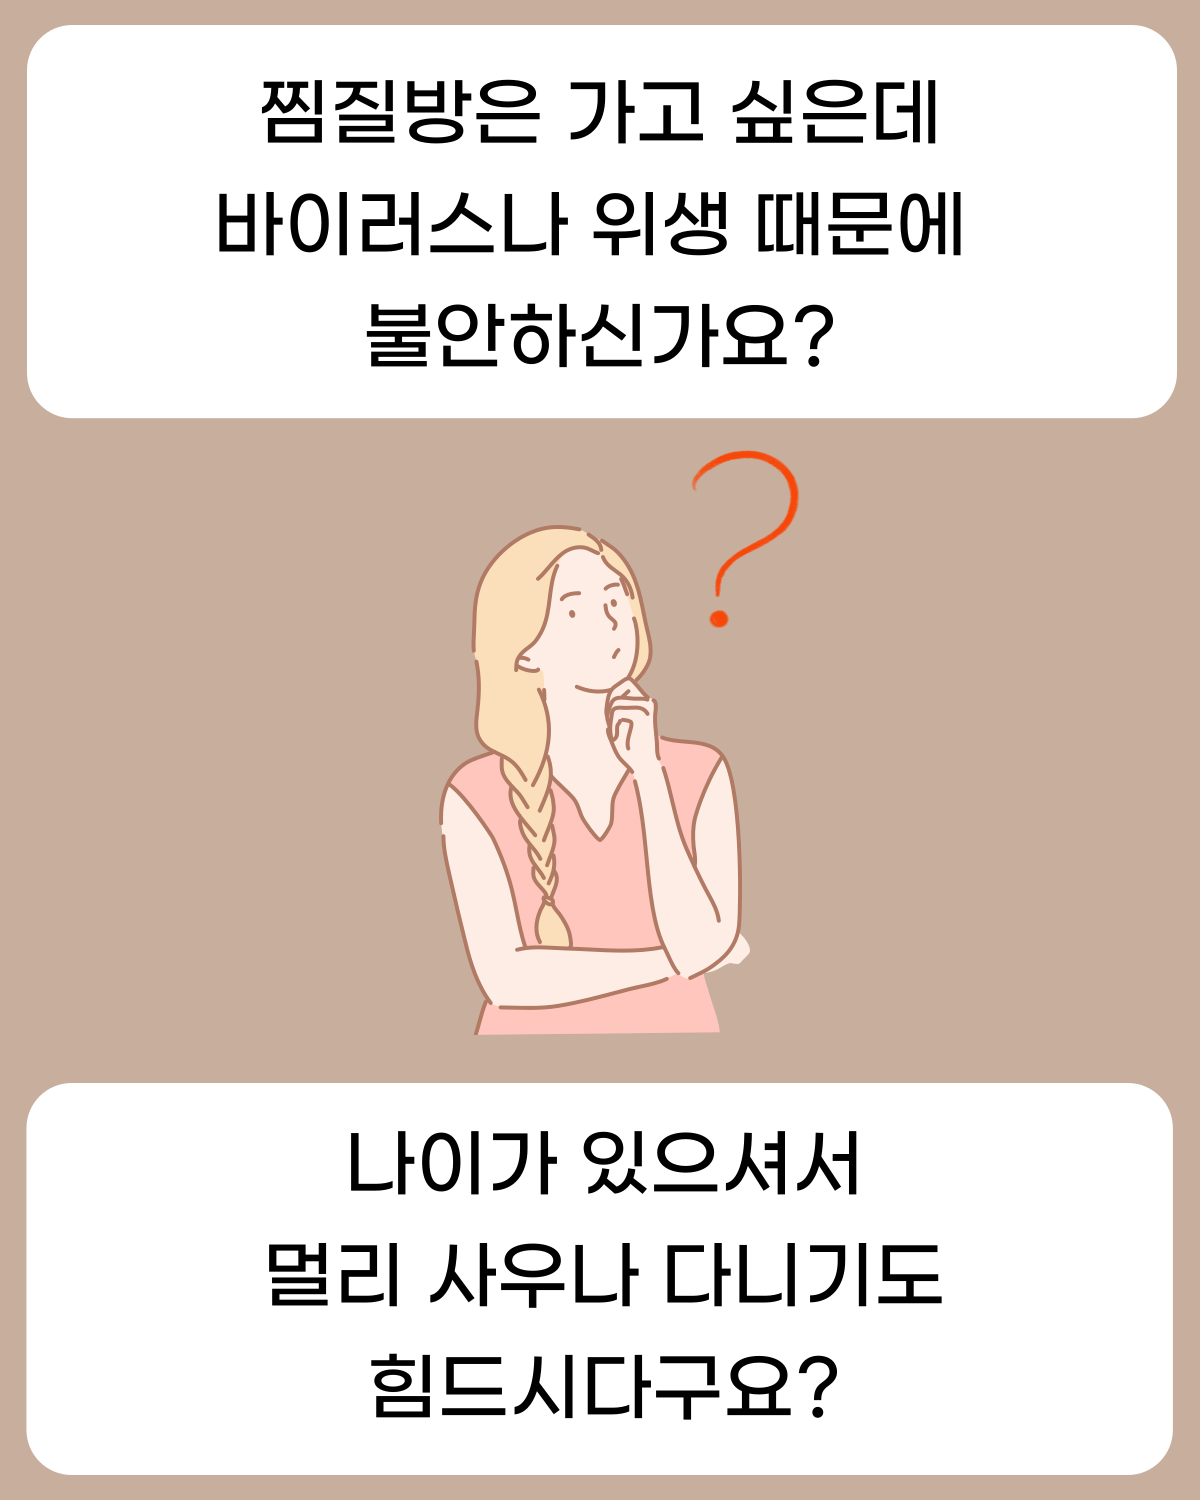 찜질방은 가고 싶은데
바이러스나 위생 때문에
불안하신가요?
?
나이가 있으셔서
멀리 사우나 다니기도
힘드시다구요?